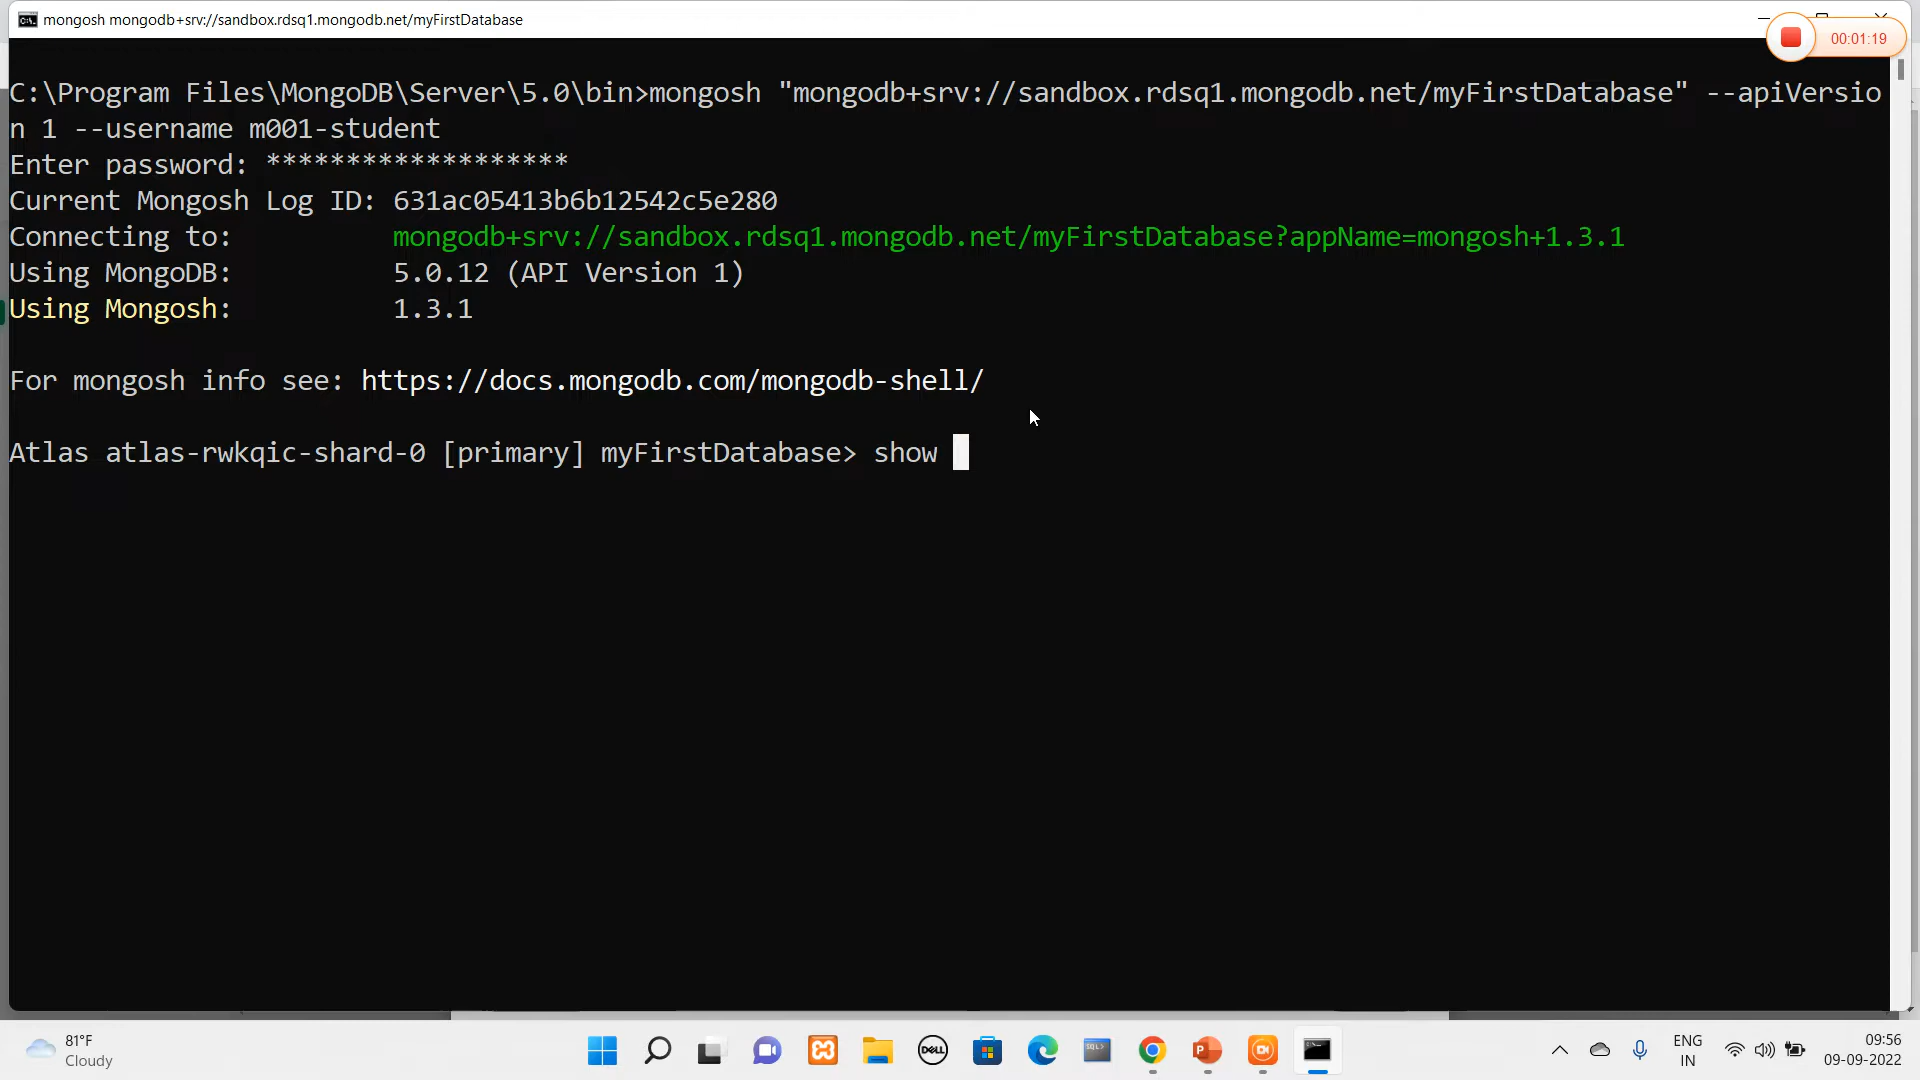 mongosh mongodb+srv://sandbox.rdsq1.mongodb.net/myFirstDatabase
00:01:19
C:\Program Files\MongoDB\Server\5.0\bin>mongosh "mongodb+srv://sandbox.rdsq1.mongodb.net/myFirstDatabase" --apiVersio
n 1 --username m001-student
Enter password: *******************
Current Mongosh Log ID: 631ac05413b6b12542c5e280
Connecting to: mongodb+srv://sandbox.rdsq1.mongodb.net/myFirstDatabase?appName=mongosh+1.3.1
Using MongoDB: 5.0.12 (API Version 1)
Using Mongosh: 1.3.1
For mongosh info see: https://docs.mongodb.com/mongodb-shell/
Atlas atlas-rwkqic-shard-0 [primary] myFirstDatabase> show
81°F
Cloudy
DELL
SQL>
ENG
IN
09:56
09-09-2022